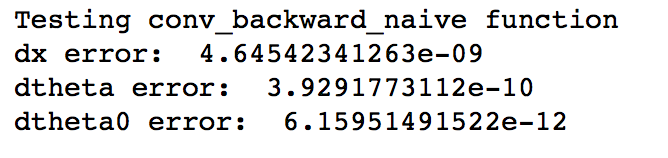 Testing conv_backward_naive function
dx error:  4.64542341263e-09
dtheta error:  3.9291773112e-10
dtheta0 error:  6.15951491522e-12